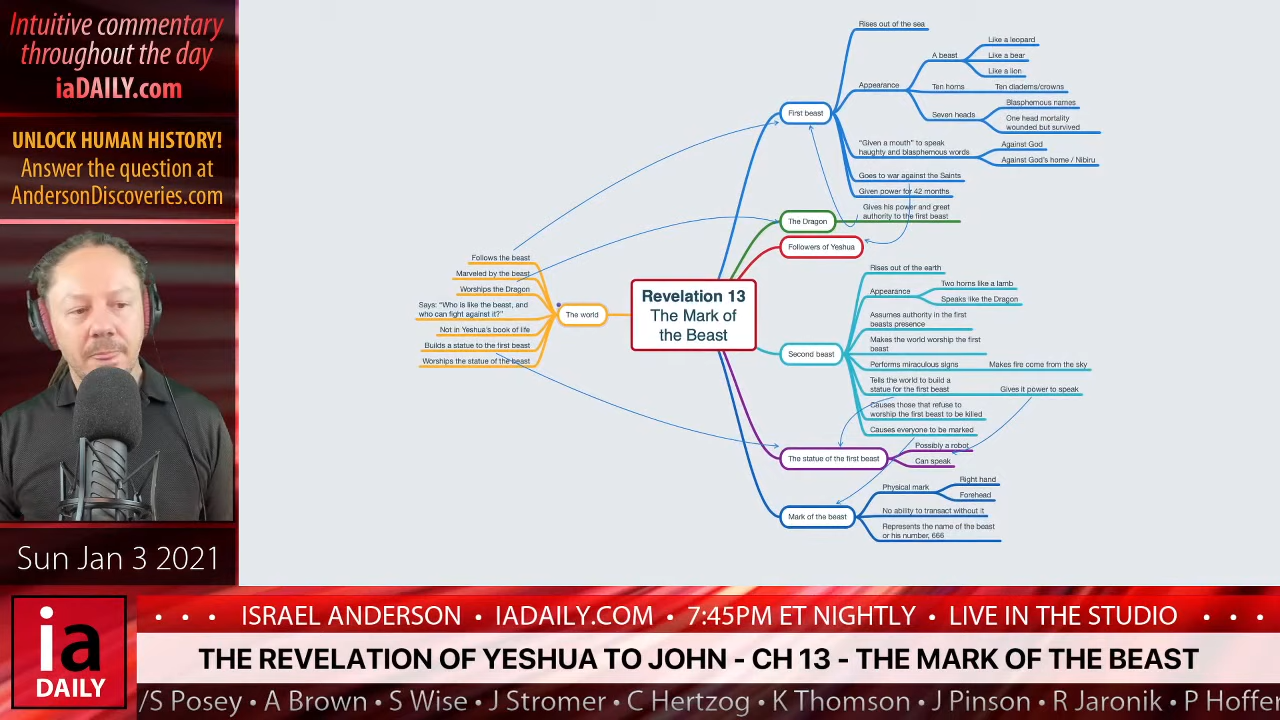 Intuitive commentary
throughout the day
iaDAILY.com
UNLOCK HUMAN HISTORY!
Answer the question at
AndersonDiscoveries.com
Sun Jan 3 2021
Revelation 13
The Mark of
the Beast
The world
Follows the beast
Marveled by the beast
Worships the Dragon
Says: “Who is like the beast, and
who can fight against it?”
Not in Yeshua's book of life
Builds a statue to the first beast
Worships the statue of the beast
First beast
Rises out of the sea
Appearance
A beast
Like a leopard
Like a bear
Like a lion
Ten horns
Ten diadems/crowns
Seven heads
Blasphemous names
One head mortality
wounded but survived
“Given a mouth” to speak
haughty and blasphemous words
Against God
Against God's home / Nibiru
Goes to war against the Saints
Given power for 42 months
The Dragon
Gives his power and great
authority to the first beast
Followers of Yeshua
Second beast
Rises out of the earth
Appearance
Two horns like a lamb
Speaks like the Dragon
Assumes authority in the first
beasts presence
Makes the world worship the first
beast
Performs miraculous signs
Makes fire come from the sky
Tells the world to build a
statue for the first beast
Gives it power to speak
Causes those that refuse to
worship the first beast to be killed
Causes everyone to be marked
The statue of the first beast
Possibly a robot
Can speak
Mark of the beast
Physical mark
Right hand
Forehead
No ability to transact without it
Represents the name of the beast
or his number, 666
ia
DAILY
• • • ISRAEL ANDERSON • IADAILY.COM • 7:45PM ET NIGHTLY • LIVE IN THE STUDIO • • •
THE REVELATION OF YESHUA TO JOHN - CH 13 - THE MARK OF THE BEAST
/S Posey • A Brown • S Wise • J Stromer • C Hertzog • K Thomson • J Pinson • R Jaronik • P Hoffer